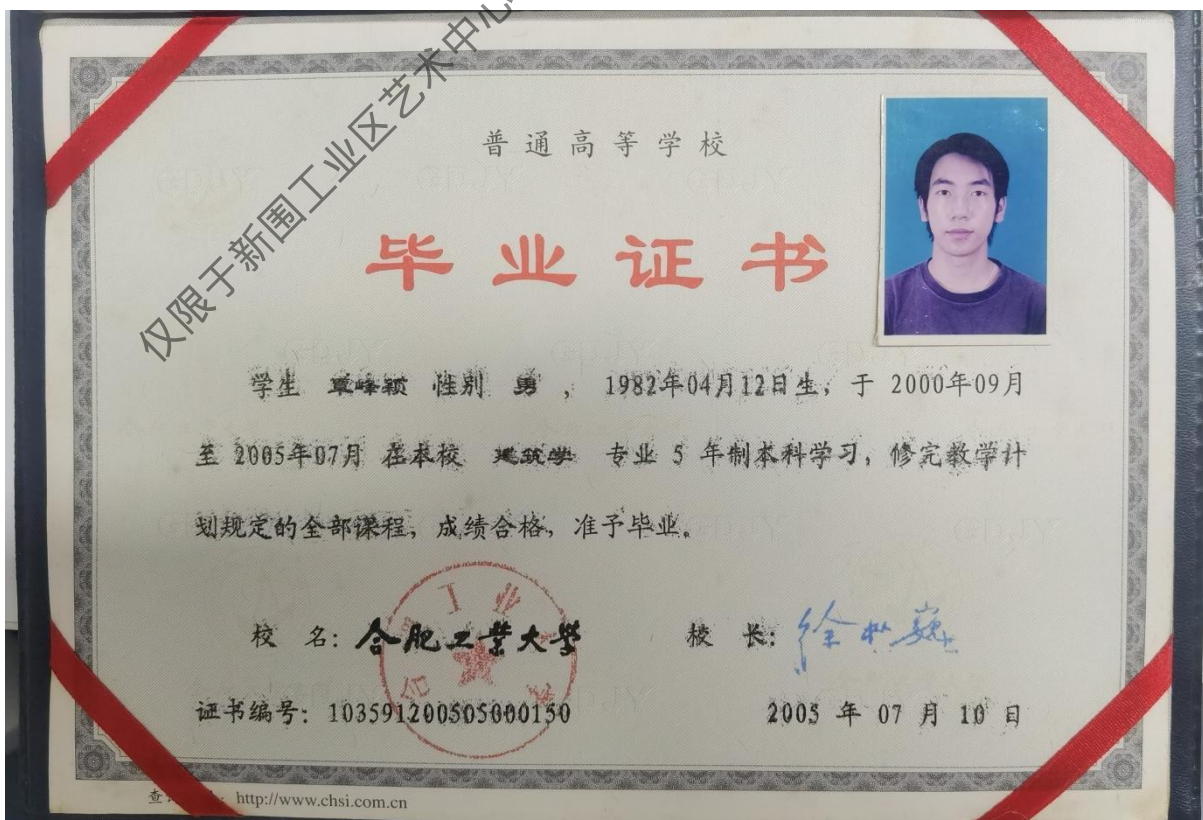 仅限于新围工业区艺术中心
普通高等学校
毕业证书
学生 章峰颖 性别 男 , 1982年04月12日生, 于 2000年09月
至 2005年07月 在本校 建筑学 专业 5 年制本科学习, 修完教学计
划规定的全部课程, 成绩合格, 准予毕业。
校 名: 合肥工业大学 校 长: 徐枞巍
证书编号: 103591200505000150 2005 年 07 月 10 日
http://www.chsi.com.cn